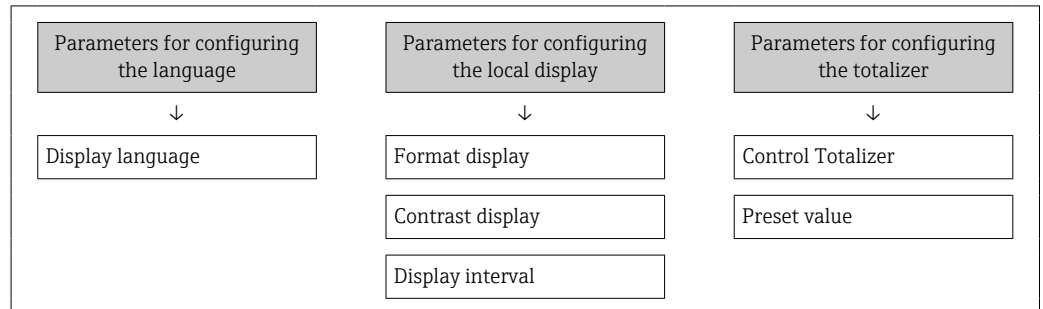 Parameters for configuring
the language
↓
Display language
Parameters for configuring
the local display
↓
Format display
Contrast display
Display interval
Parameters for configuring
the totalizer
↓
Control Totalizer
Preset value